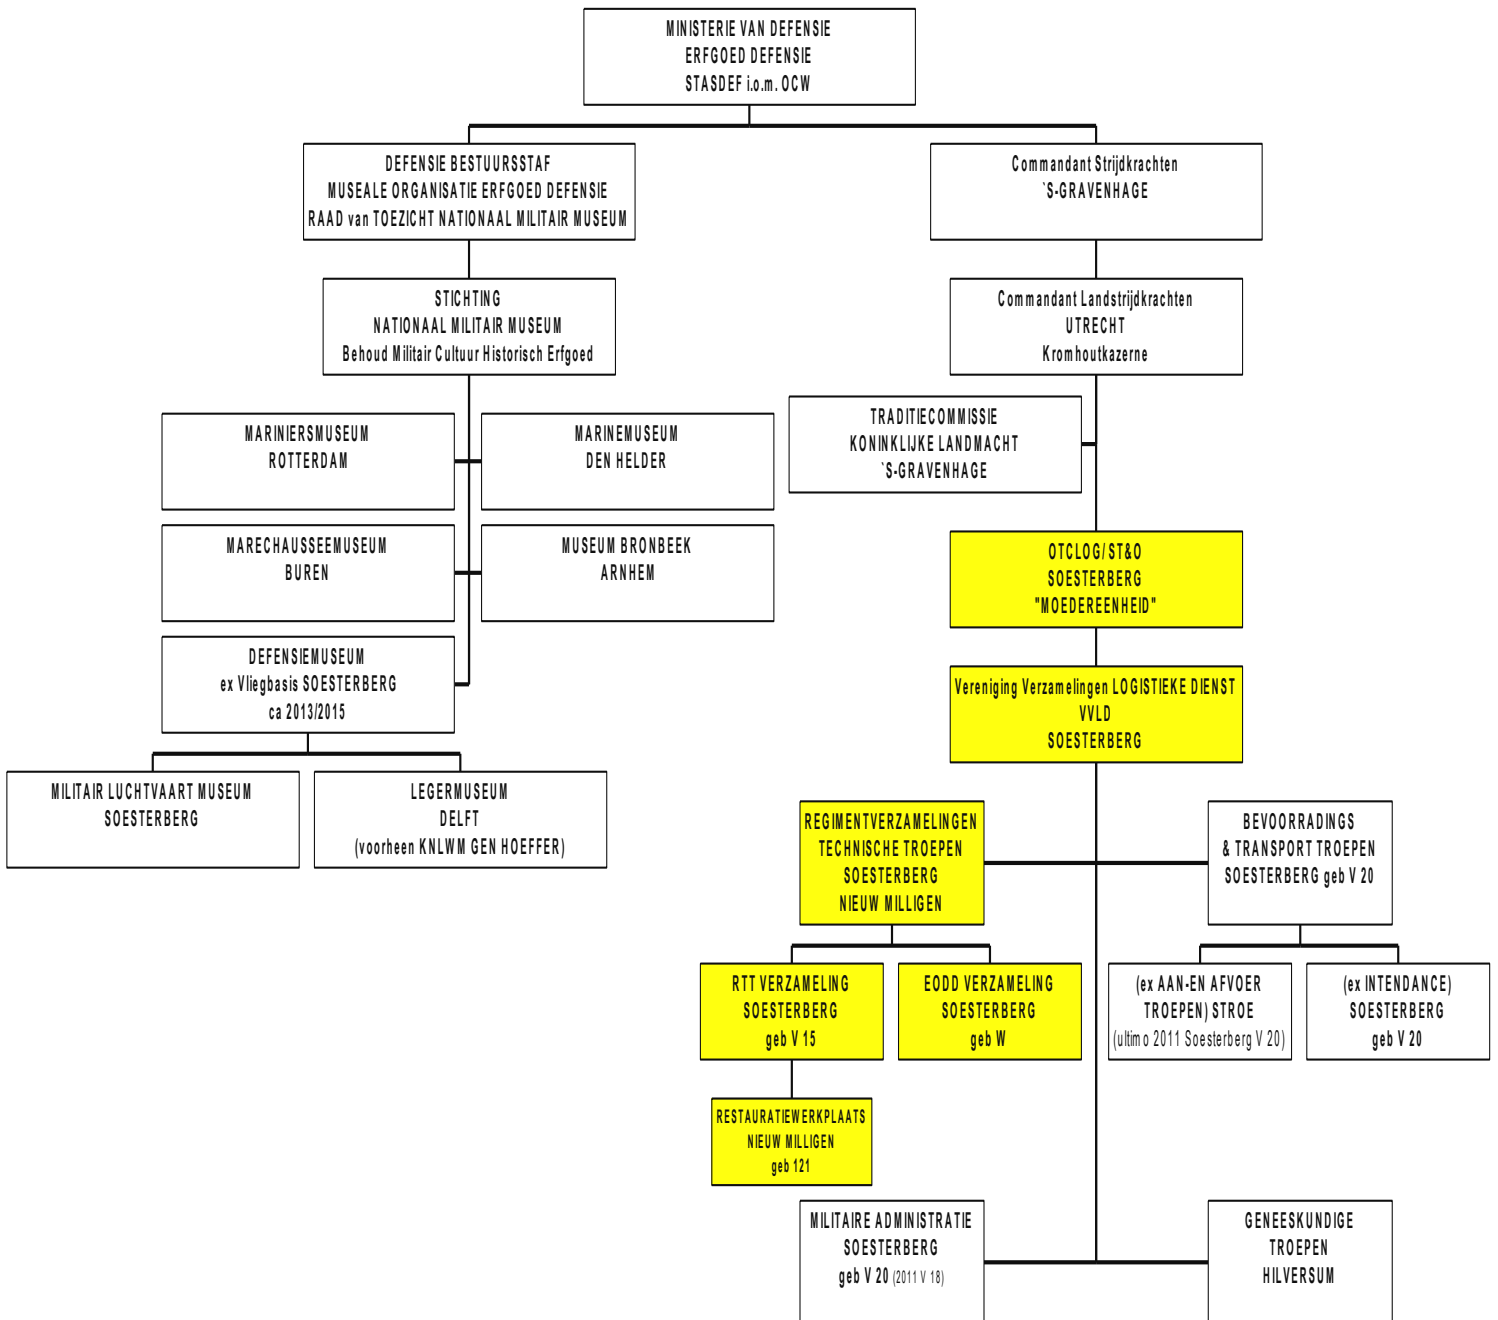 MINISTERIE VAN DEFENSIE
ERFGOED DEFENSIE
STASDEF i.o.m. OCW
DEFENSIE BESTUURSSTAF
MUSEALE ORGANISATIE ERFGOED DEFENSIE
RAAD van TOEZICHT NATIONAAL MILITAIR MUSEUM
Commandant Strijdkrachten
`S-GRAVENHAGE
STICHTING
NATIONAAL MILITAIR MUSEUM
Behoud Militair Cultuur Historisch Erfgoed
Commandant Landstrijdkrachten
UTRECHT
Kromhoutkazerne
TRADITIECOMMISSIE
KONINKLIJKE LANDMACHT
`S-GRAVENHAGE
MARINIERSMUSEUM
ROTTERDAM
MARINEMUSEUM
DEN HELDER
MARECHAUSSEEMUSEUM
BUREN
MUSEUM BRONBEEK
ARNHEM
OTCLOG/ST&O
SOESTERBERG
"MOEDEREENHEID"
DEFENSIEMUSEUM
ex Vliegbasis SOESTERBERG
ca 2013/2015
Vereniging Verzamelingen LOGISTIEKE DIENST
VVLD
SOESTERBERG
MILITAIR LUCHTVAART MUSEUM
SOESTERBERG
LEGERMUSEUM
DELFT
(voorheen KNLWM GEN HOEFFER)
REGIMENTVERZAMELINGEN
TECHNISCHE TROEPEN
SOESTERBERG
NIEUW MILLIGEN
BEVOORRADINGS
& TRANSPORT TROEPEN
SOESTERBERG geb V 20
RTT VERZAMELING
SOESTERBERG
geb V 15
EODD VERZAMELING
SOESTERBERG
geb W
(ex AAN-EN AFVOER
TROEPEN) STROE
(ultimo 2011 Soesterberg V 20)
(ex INTENDANCE)
SOESTERBERG
geb V 20
RESTAURATIEWERKPLAATS
NIEUW MILLIGEN
geb 121
MILITAIRE ADMINISTRATIE
SOESTERBERG
geb V 20 (2011 V 18)
GENEESKUNDIGE
TROEPEN
HILVERSUM